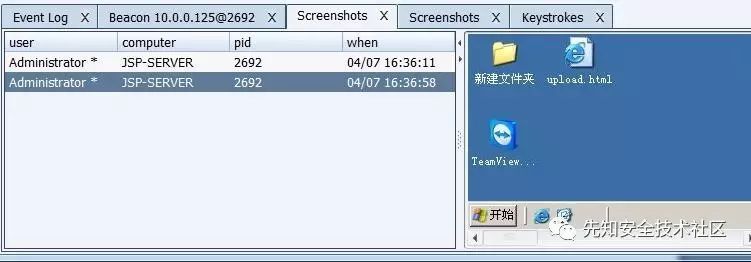 Event Log X Beacon 10.0.0.125@2692 X Screenshots X Screenshots X Keystrokes X
user computer pid when
Administrator * JSP-SERVER 2692 04/07 16:36:11
Administrator * JSP-SERVER 2692 04/07 16:36:58
新建文件夹 upload.html
TeamView...
开始
先知安全技术社区